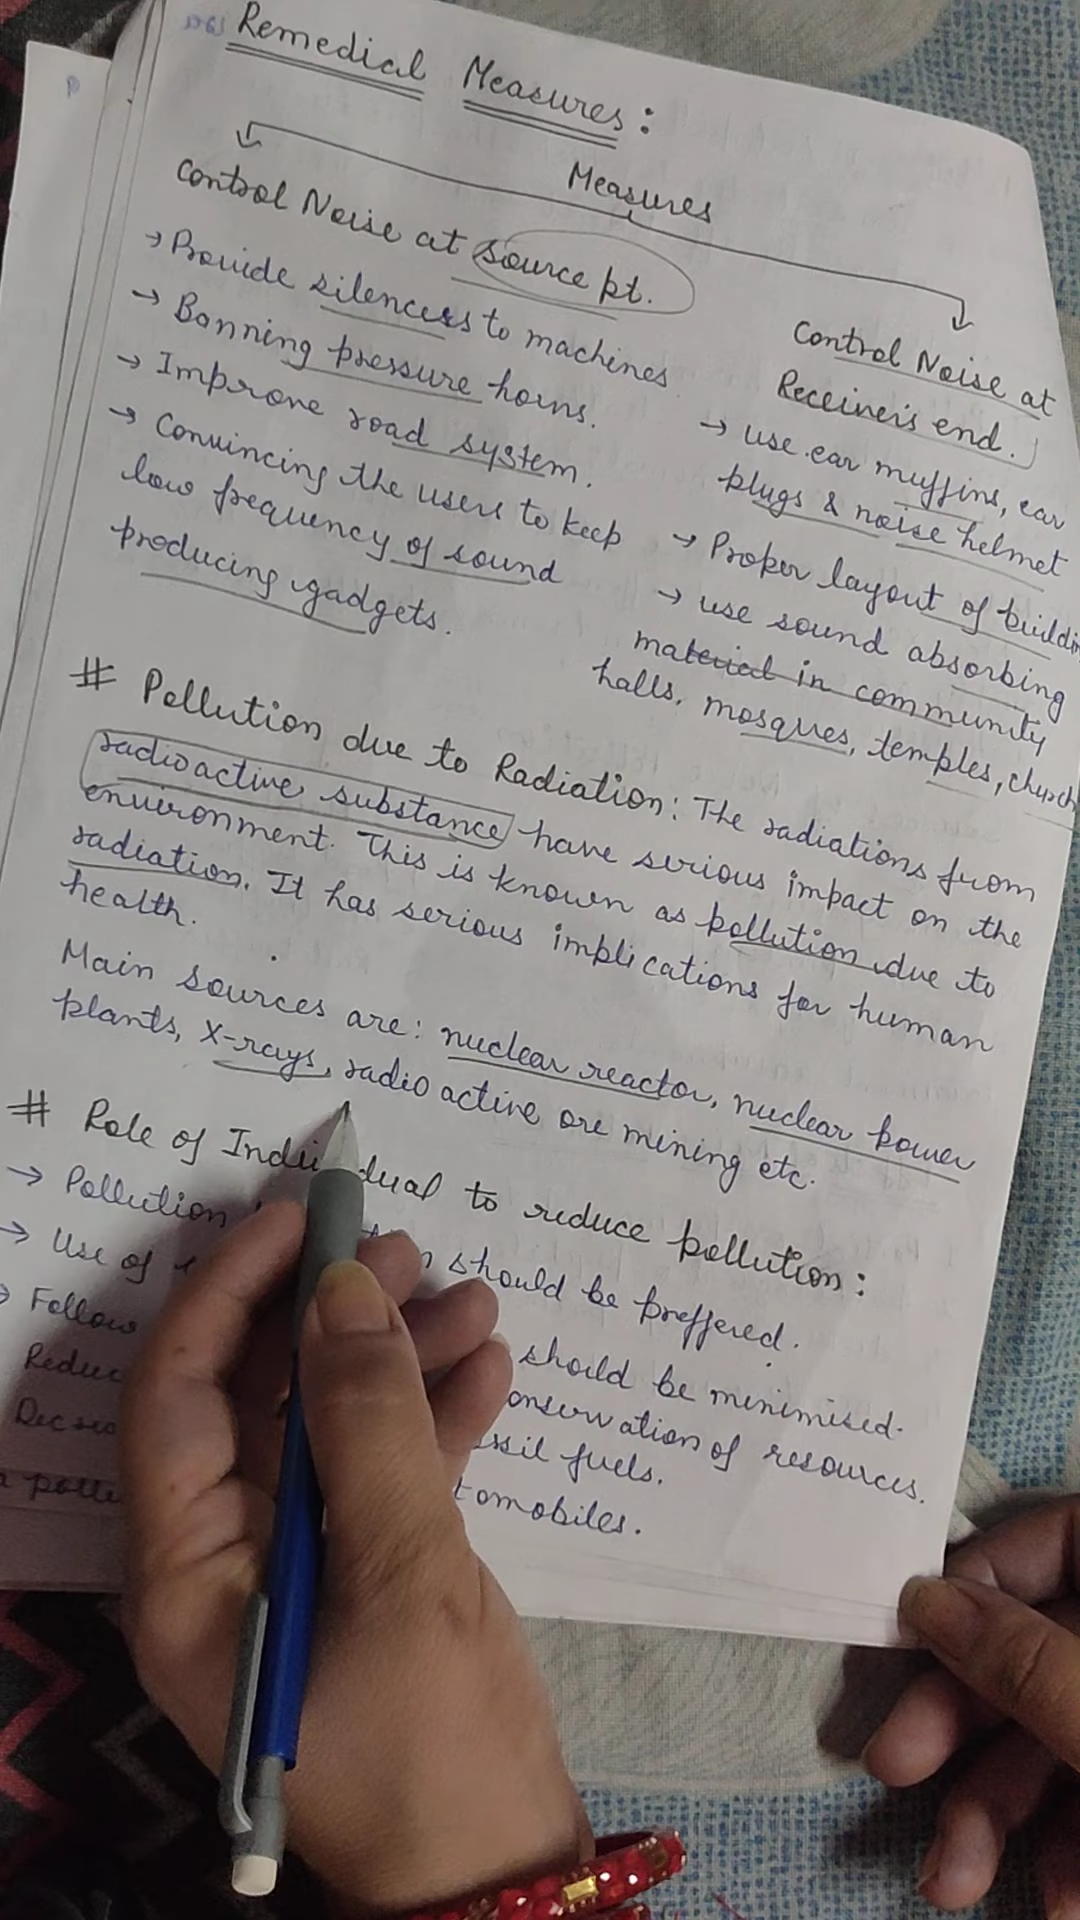 Remedical Measures:
Measures
Control Noise at source pt.
→ Provide silencers to machines
→ Banning pressure horns.
→ Improve road system.
→ Convincing the users to keep
low frequency of sound
producing gadgets.
Control Noise at
Receiver's end.
→ use ear muffins, ear
plugs & noise helmet
→ Proper layout of buildi
→ use sound absorbing
material in community
halls, mosques, temples, church
# Pollution due to Radiation: The radiations from
radioactive substance have serious impact on the
environment. This is known as pollution due to
radiation. It has serious implications for human
health.
Main sources are: nuclear reactor, nuclear power
plants, X-rays, radio active ore mining etc.
# Role of Individual to reduce pollution:
→ Pollution should be preffered.
→ Use of should be minimised.
→ Follow onservation of resources.
Reduc ssil fuels.
Decrea tomobiles.